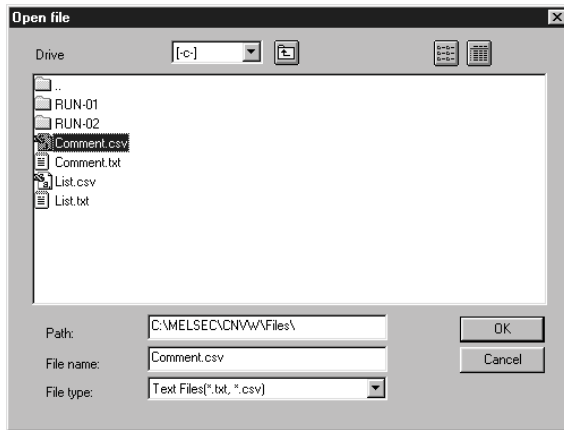 Open file
Drive [-c-]
..
RUN-01
RUN-02
Comment.csv
Comment.txt
List.csv
List.txt
Path: C:\MELSEC\CNVW\Files\ OK
File name: Comment.csv Cancel
File type: Text Files(*.txt, *.csv)